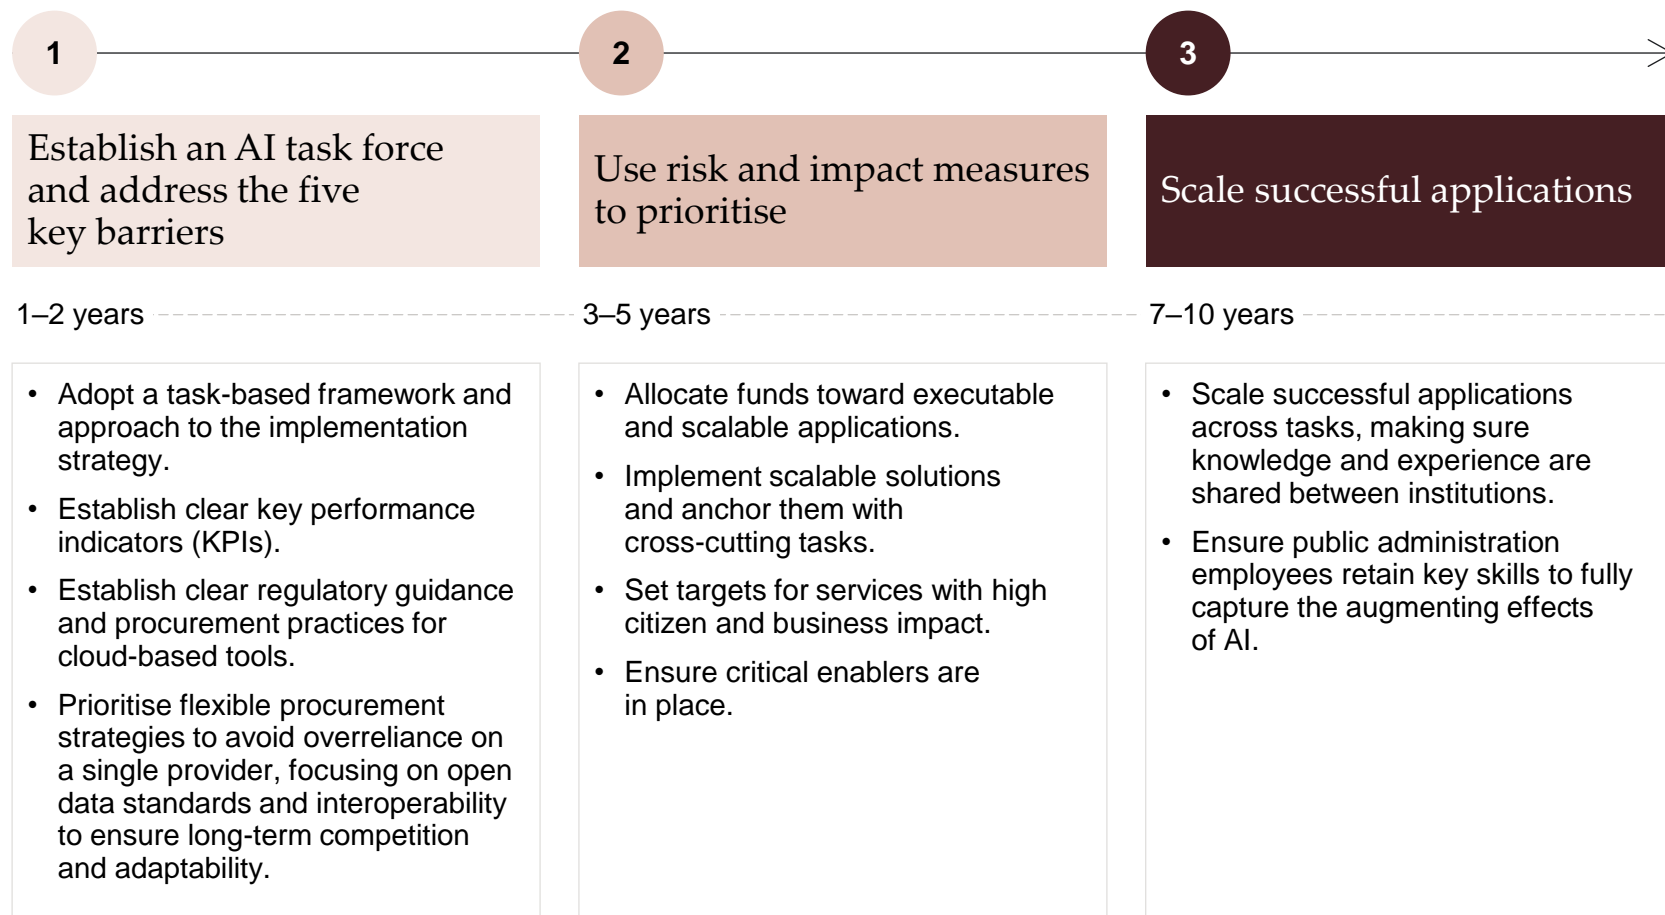 1
2
3
Establish an AI task force
and address the five
key barriers
Use risk and impact measures
to prioritise
Scale successful applications
1–2 years
3–5 years
7–10 years
• Adopt a task-based framework and
approach to the implementation
strategy.
• Establish clear key performance
indicators (KPIs).
• Establish clear regulatory guidance
and procurement practices for
cloud-based tools.
• Prioritise flexible procurement
strategies to avoid overreliance on
a single provider, focusing on open
data standards and interoperability
to ensure long-term competition
and adaptability.
• Allocate funds toward executable
and scalable applications.
• Implement scalable solutions
and anchor them with
cross-cutting tasks.
• Set targets for services with high
citizen and business impact.
• Ensure critical enablers are
in place.
• Scale successful applications
across tasks, making sure
knowledge and experience are
shared between institutions.
• Ensure public administration
employees retain key skills to fully
capture the augmenting effects
of AI.